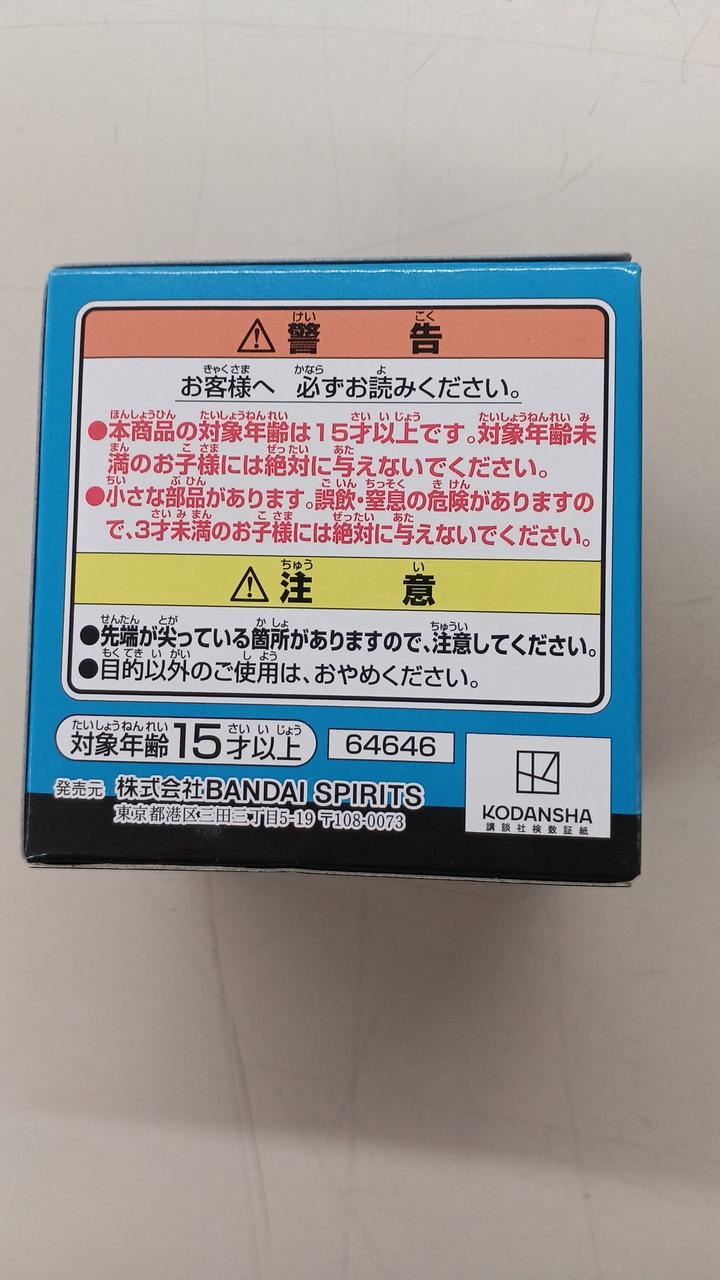 ⚠警告
お客様へ 必ずお読みください。
●本商品の対象年齢は15才以上です。対象年齢未
満のお子様には絶対に与えないでください。
●小さな部品があります。誤飲・窒息の危険がありますの
で、3才未満のお子様には絶対に与えないでください。
⚠注意
●先端が尖っている箇所がありますので、注意してください。
●目的以外のご使用は、おやめください。
対象年齢15才以上
64646
発売元 株式会社BANDAI SPIRITS
東京都港区三田三丁目5-19 〒108-0073
KODANSHA
講談社検数証紙